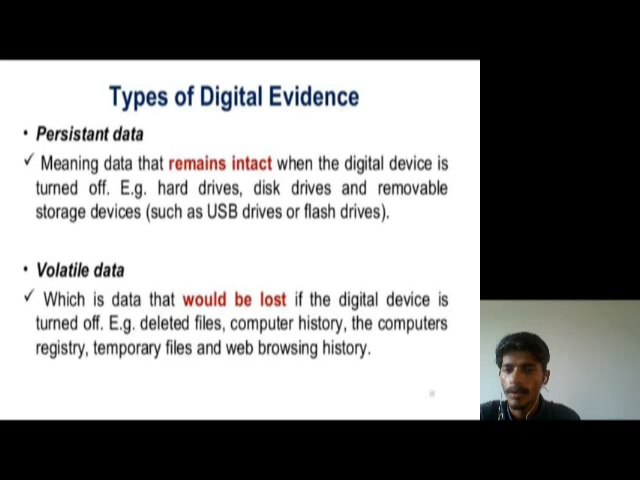 Types of Digital Evidence
• Persistant data
✓ Meaning data that remains intact when the digital device is
turned off. E.g. hard drives, disk drives and removable
storage devices (such as USB drives or flash drives).
• Volatile data
✓ Which is data that would be lost if the digital device is
turned off. E.g. deleted files, computer history, the computers
registry, temporary files and web browsing history.